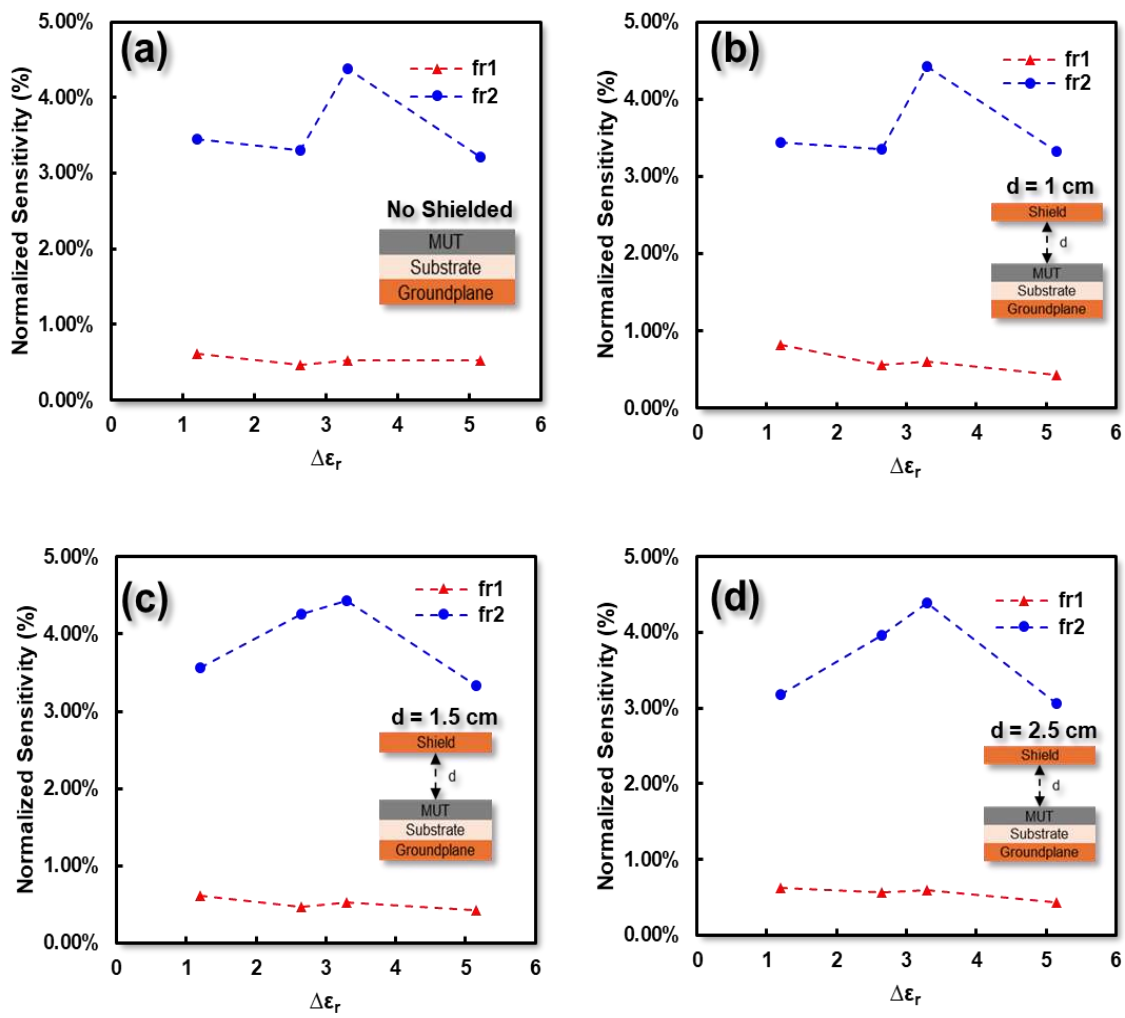 (a)
Normalized Sensitivity (%)
5.00%
4.00%
3.00%
2.00%
1.00%
0.00%
fr1
fr2
No Shielded
MUT
Substrate
Groundplane
0 1 2 3 4 5 6
Δεr
(b)
Normalized Sensitivity (%)
5.00%
4.00%
3.00%
2.00%
1.00%
0.00%
fr1
fr2
d = 1 cm
Shield
d
MUT
Substrate
Groundplane
0 1 2 3 4 5 6
Δεr
(c)
Normalized Sensitivity (%)
5.00%
4.00%
3.00%
2.00%
1.00%
0.00%
fr1
fr2
d = 1.5 cm
Shield
d
MUT
Substrate
Groundplane
0 1 2 3 4 5 6
Δεr
(d)
Normalized Sensitivity (%)
5.00%
4.00%
3.00%
2.00%
1.00%
0.00%
fr1
fr2
d = 2.5 cm
Shield
d
MUT
Substrate
Groundplane
0 1 2 3 4 5 6
Δεr